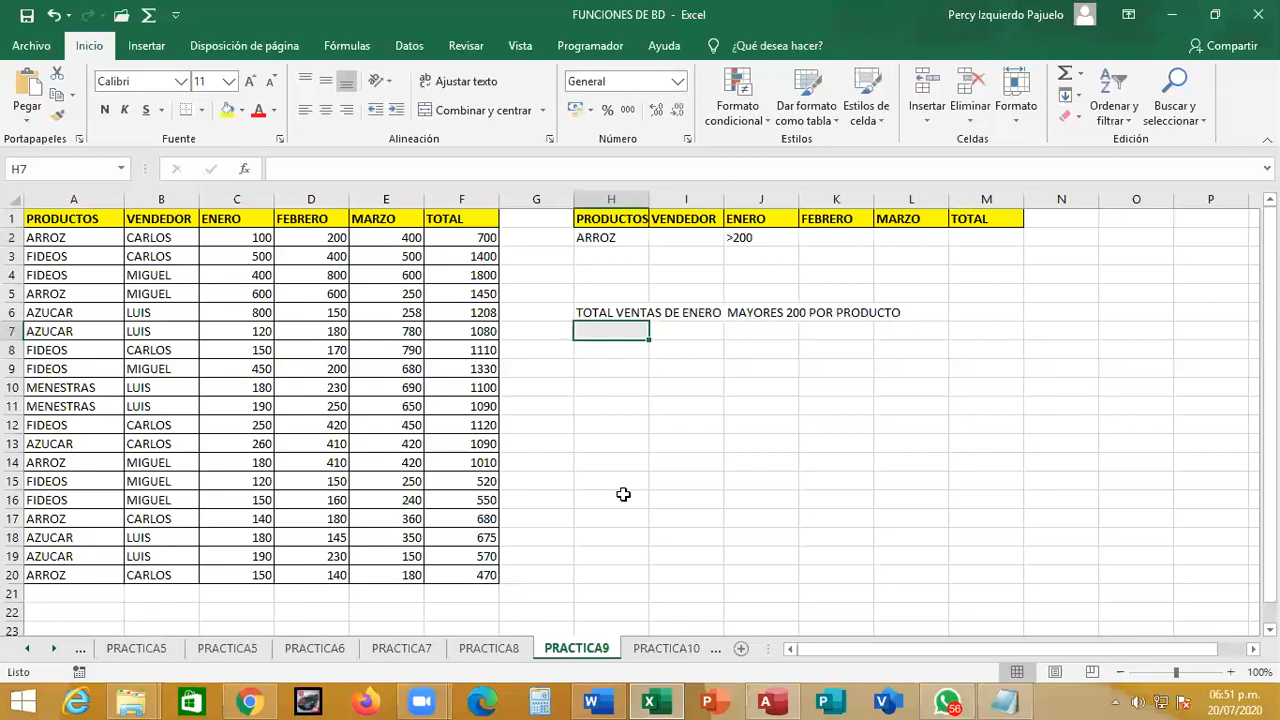 FUNCIONES DE BD - Excel
Percy Izquierdo Pajuelo
Archivo Inicio Insertar Disposición de página Fórmulas Datos Revisar Vista Programador Ayuda ¿Qué desea hacer? Compartir
Pegar
Calibri 11
N K S
Ajustar texto
Combinar y centrar
General
% 000
Formato condicional
Dar formato como tabla
Estilos de celda
Insertar
Eliminar
Formato
Ordenar y filtrar
Buscar y seleccionar
Portapapeles Fuente Alineación Número Estilos Celdas Edición
H7 fx
A B C D E F G H I J K L M N O P
1 PRODUCTOS VENDEDOR ENERO FEBRERO MARZO TOTAL PRODUCTOS VENDEDOR ENERO FEBRERO MARZO TOTAL
2 ARROZ CARLOS 100 200 400 700 ARROZ >200
3 FIDEOS CARLOS 500 400 500 1400
4 FIDEOS MIGUEL 400 800 600 1800
5 ARROZ MIGUEL 600 600 250 1450
6 AZUCAR LUIS 800 150 258 1208 TOTAL VENTAS DE ENERO MAYORES 200 POR PRODUCTO
7 AZUCAR LUIS 120 180 780 1080
8 FIDEOS CARLOS 150 170 790 1110
9 FIDEOS MIGUEL 450 200 680 1330
10 MENESTRAS LUIS 180 230 690 1100
11 MENESTRAS LUIS 190 250 650 1090
12 FIDEOS CARLOS 250 420 450 1120
13 AZUCAR CARLOS 260 410 420 1090
14 ARROZ MIGUEL 180 410 420 1010
15 FIDEOS MIGUEL 120 150 250 520
16 FIDEOS MIGUEL 150 160 240 550
17 ARROZ CARLOS 140 180 360 680
18 AZUCAR LUIS 180 145 350 675
19 AZUCAR LUIS 190 230 150 570
20 ARROZ CARLOS 150 140 180 470
21
22
23
... PRACTICA5 PRACTICA5 PRACTICA6 PRACTICA7 PRACTICA8 PRACTICA9 PRACTICA10 ...
Listo 100%
56
06:51 p.m.
20/07/2020